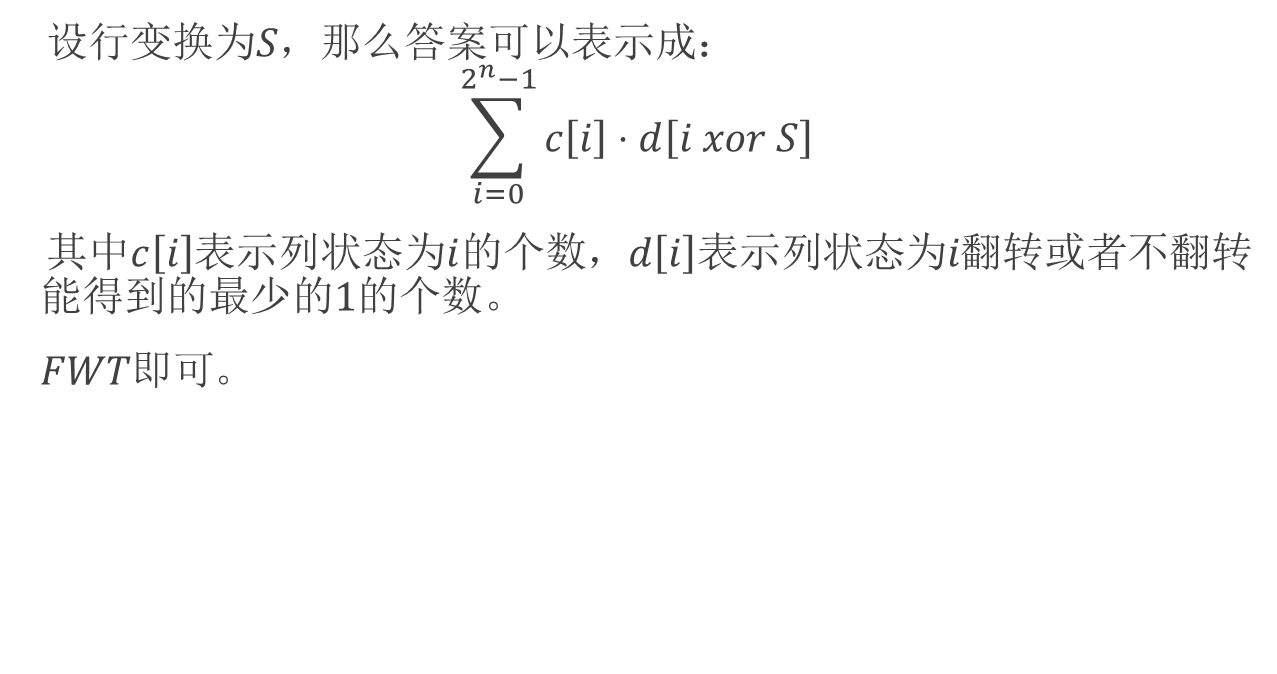 设行变换为S，那么答案可以表示成：
2^n−1
∑ c[i] · d[i xor S]
i=0
其中c[i]表示列状态为i的个数，d[i]表示列状态为i翻转或者不翻转
能得到的最少的1的个数。
FWT即可。